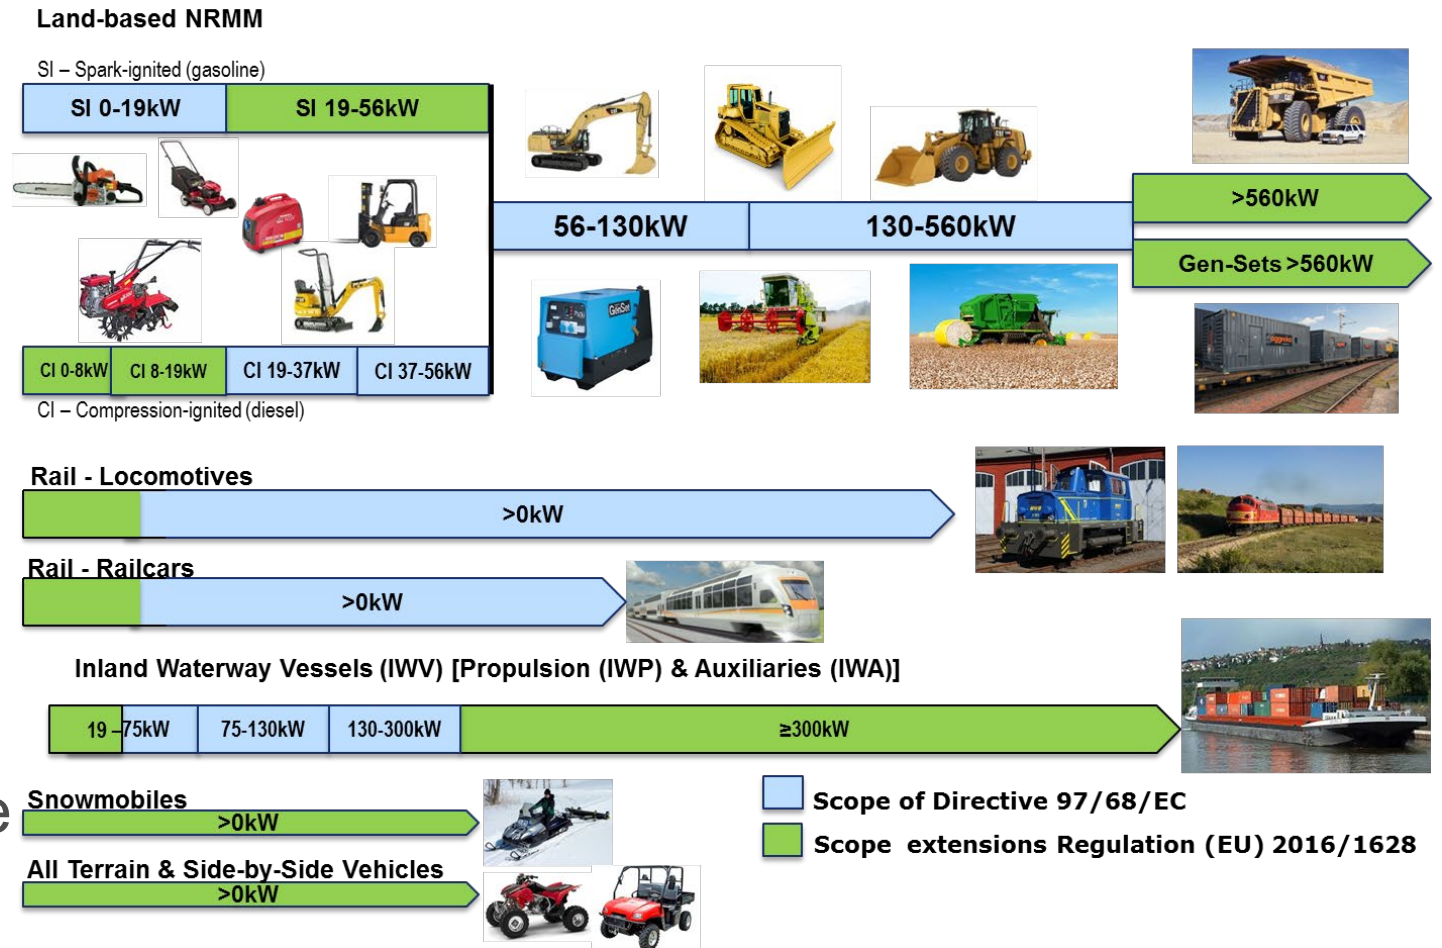 Land-based NRMM
SI – Spark-ignited (gasoline)
SI 0-19kW
SI 19-56kW
56-130kW
130-560kW
>560kW
Gen-Sets >560kW
GenSet
CI 0-8kW
CI 8-19kW
CI 19-37kW
CI 37-56kW
CI – Compression-ignited (diesel)
Rail - Locomotives
>0kW
Rail - Railcars
>0kW
Inland Waterway Vessels (IWV) [Propulsion (IWP) & Auxiliaries (IWA)]
19 –75kW
75-130kW
130-300kW
≥300kW
e
Snowmobiles
>0kW
All Terrain & Side-by-Side Vehicles
>0kW
Scope of Directive 97/68/EC
Scope extensions Regulation (EU) 2016/1628